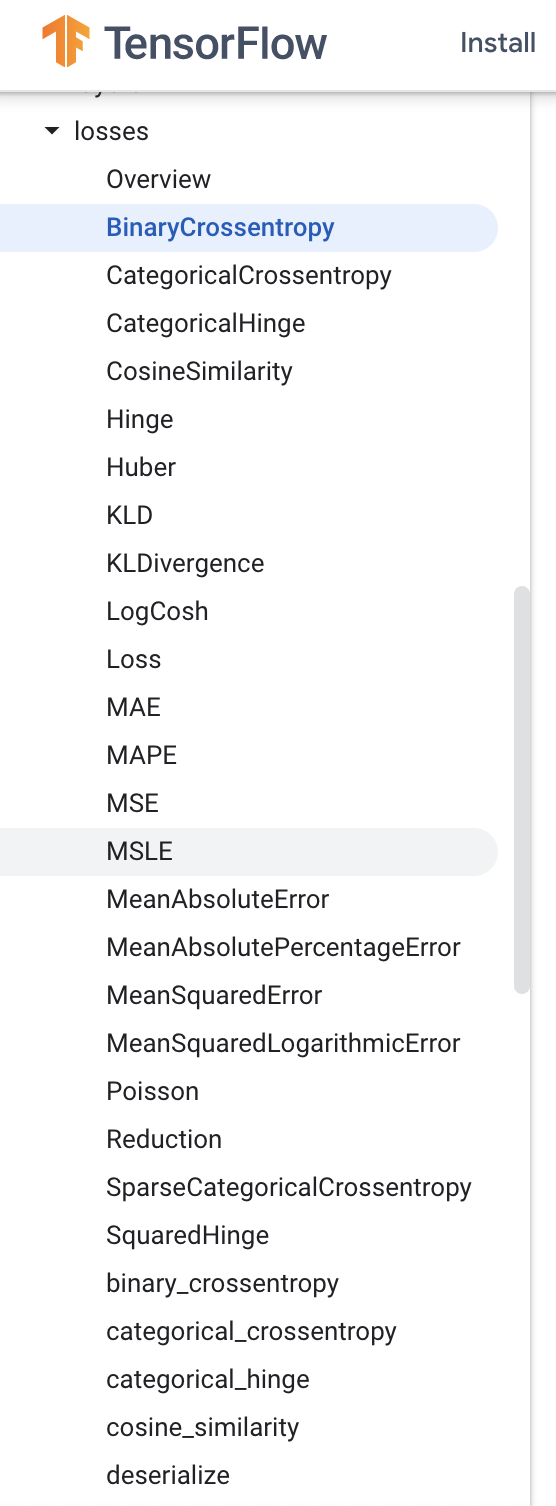 TensorFlow
Install
losses
Overview
BinaryCrossentropy
CategoricalCrossentropy
CategoricalHinge
CosineSimilarity
Hinge
Huber
KLD
KLDivergence
LogCosh
Loss
MAE
MAPE
MSE
MSLE
MeanAbsoluteError
MeanAbsolutePercentageError
MeanSquaredError
MeanSquaredLogarithmicError
Poisson
Reduction
SparseCategoricalCrossentropy
SquaredHinge
binary_crossentropy
categorical_crossentropy
categorical_hinge
cosine_similarity
deserialize